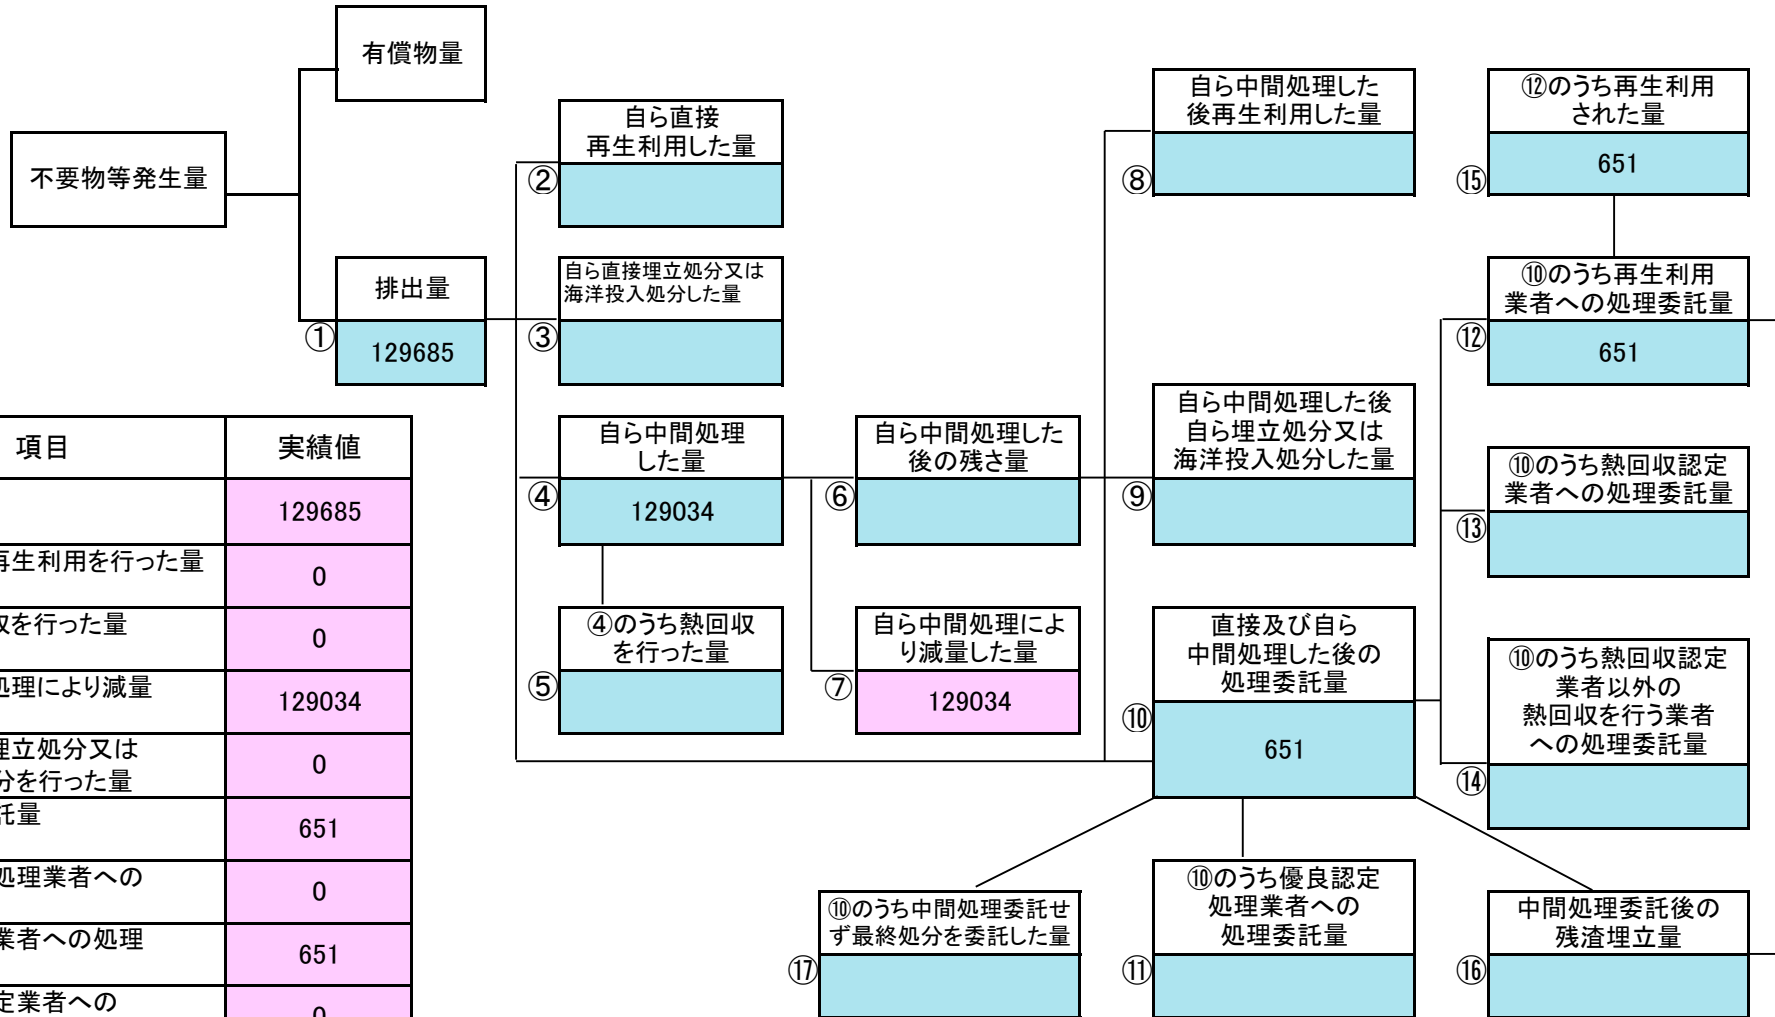 有償物量
不要物等発生量
排出量
①
129685
自ら直接
再生利用した量
②
自ら直接埋立処分又は
海洋投入処分した量
③
自ら中間処理
した量
④
129034
④のうち熱回収
を行った量
⑤
自ら中間処理した
後の残さ量
⑥
自ら中間処理によ
り減量した量
⑦
129034
自ら中間処理した
後再生利用した量
⑧
自ら中間処理した後
自ら埋立処分又は
海洋投入処分した量
⑨
直接及び自ら
中間処理した後の
処理委託量
⑩
651
⑫のうち再生利用
された量
⑮
651
⑩のうち再生利用
業者への処理委託量
⑫
651
⑩のうち熱回収認定
業者への処理委託量
⑬
⑩のうち熱回収認定
業者以外の
熱回収を行う業者
への処理委託量
⑭
⑩のうち中間処理委託せ
ず最終処分を委託した量
⑰
⑩のうち優良認定
処理業者への
処理委託量
⑪
中間処理委託後の
残渣埋立量
⑯
項目
実績値
129685
再生利用を行った量
0
収を行った量
0
処理により減量
129034
埋立処分又は
分を行った量
0
託量
651
処理業者への
0
業者への処理
651
定業者への
0